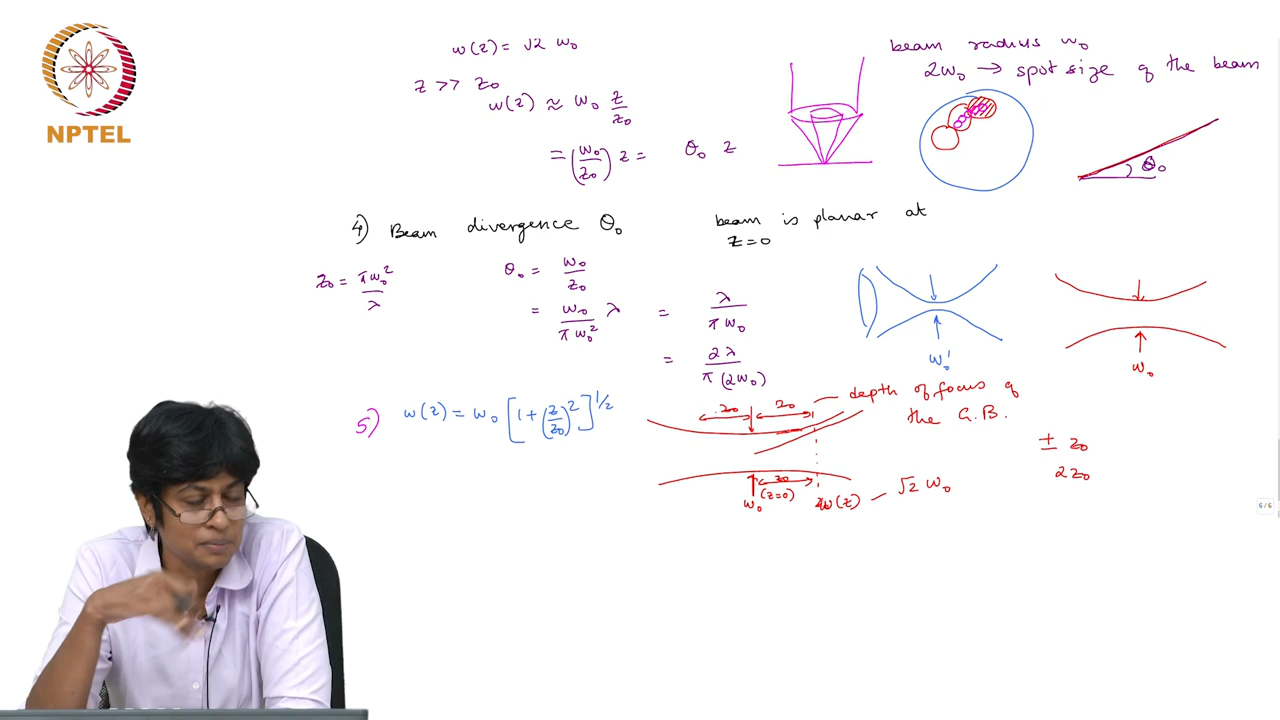 NPTEL
w(z) = √2 w₀
z >> z₀
w(z) ≈ w₀ z/z₀
= (w₀/z₀) z = θ₀ z
beam radius w₀
2w₀ → spot size of the beam
θ₀
4) Beam divergence θ₀
beam is planar at
z=0
z₀ = πw₀²/λ
θ₀ = w₀/z₀
= w₀/πw₀² λ = λ/πw₀
= 2λ/π(2w₀)
w₀'
w₀
5) w(z) = w₀ [1+(z/z₀)²]^1/2
z₀ z₀
depth of focus of
the G.B.
z₀
w₀ (z=0) w(z) – √2 w₀
± z₀
2z₀
6/6